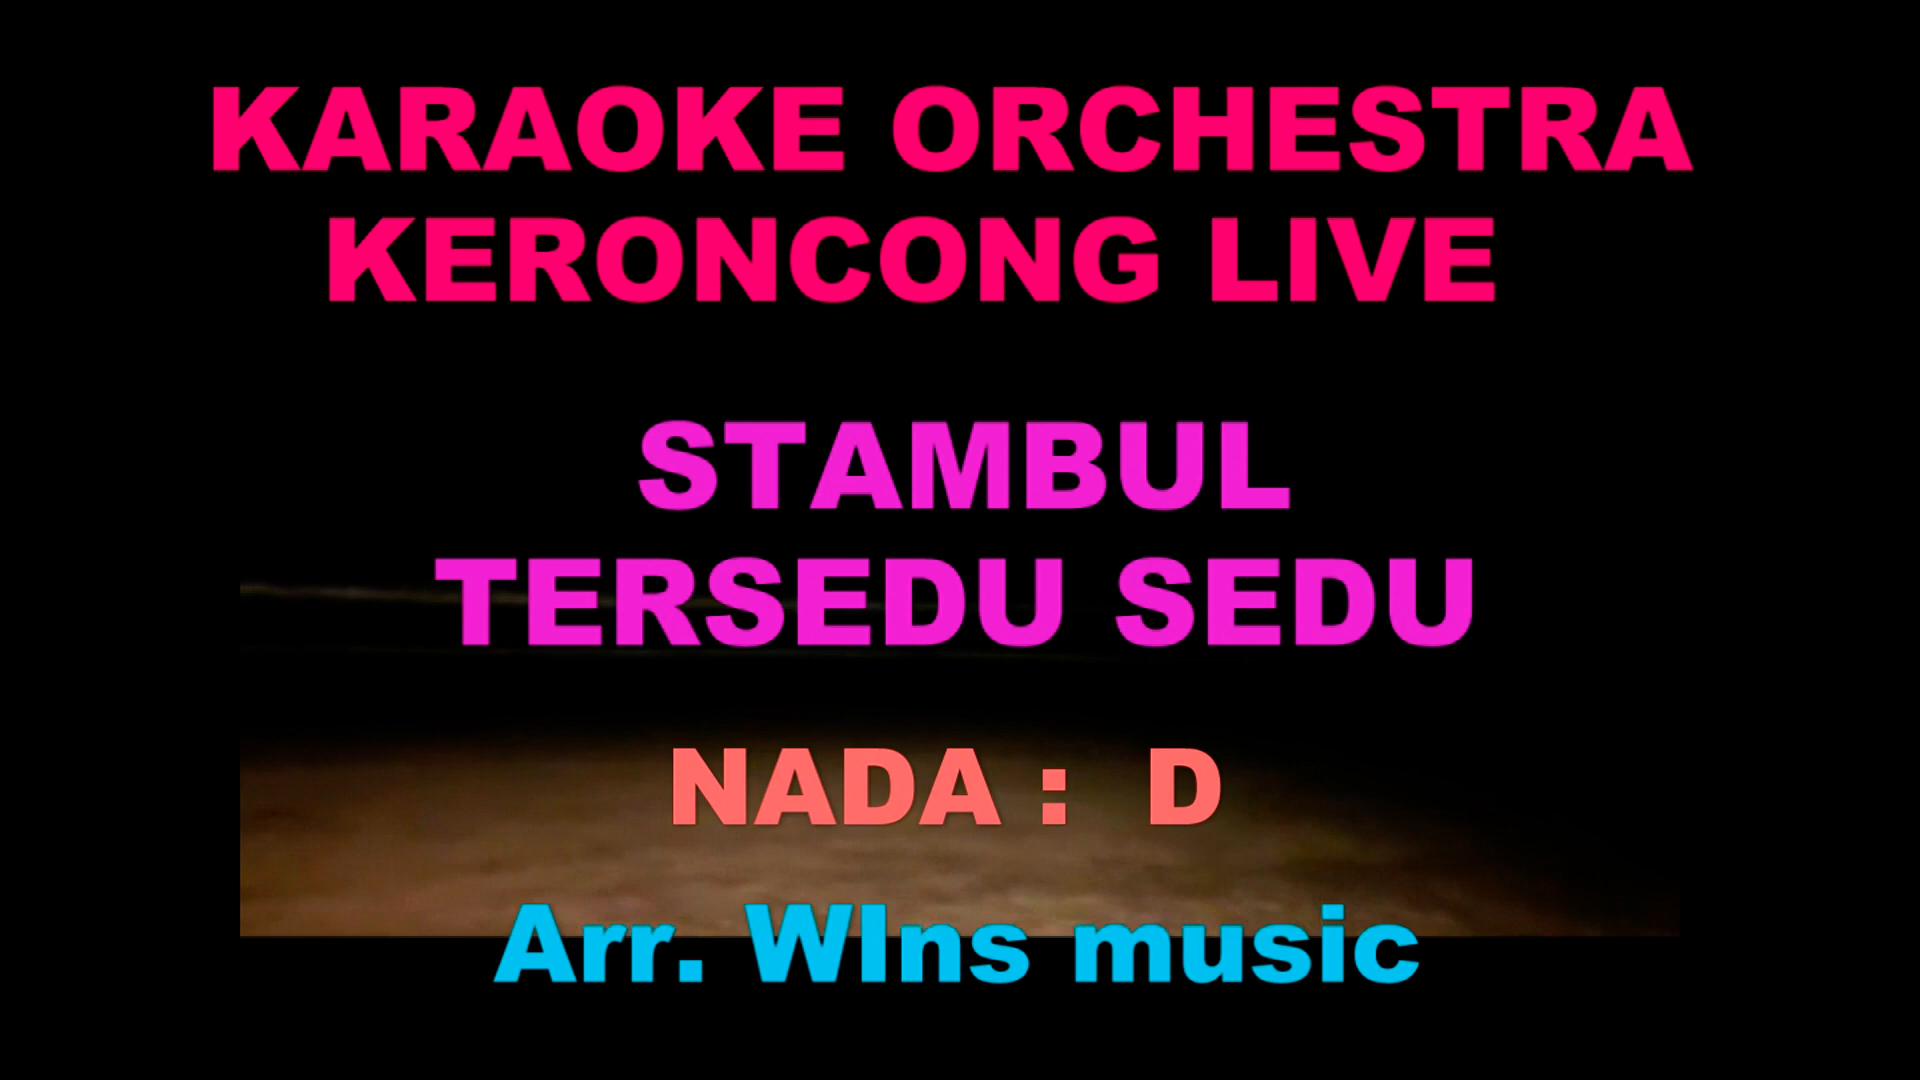 KARAOKE ORCHESTRA
KERONCONG LIVE
STAMBUL
TERSEDU SEDU
NADA : D
Arr. WIns music